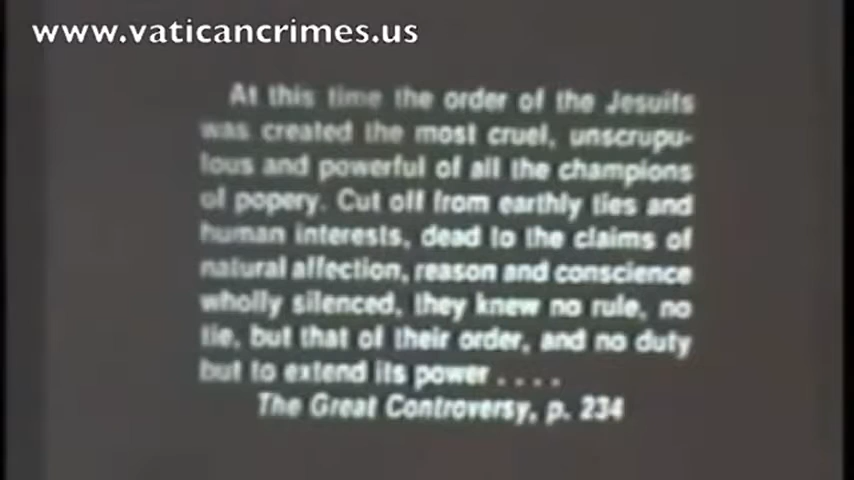 www.vaticancrimes.us
At this time the order of the Jesuits
was created the most cruel, unscrupu-
lous and powerful of all the champions
of popery. Cut off from earthly ties and
human interests, dead to the claims of
natural affection, reason and conscience
wholly silenced, they knew no rule, no
tie, but that of their order, and no duty
but to extend its power . . . .
The Great Controversy, p. 234